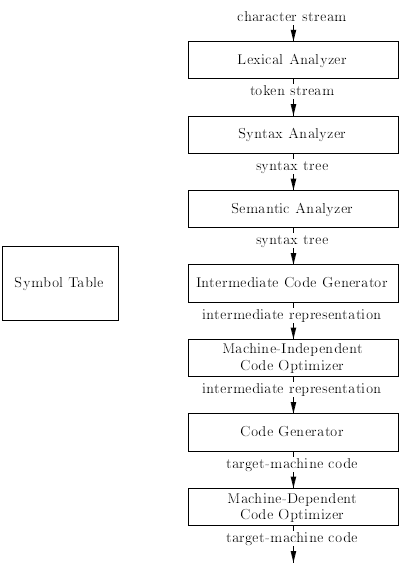 character stream
Lexical Analyzer
token stream
Syntax Analyzer
syntax tree
Semantic Analyzer
syntax tree
Symbol Table
Intermediate Code Generator
intermediate representation
Machine-Independent
Code Optimizer
intermediate representation
Code Generator
target-machine code
Machine-Dependent
Code Optimizer
target-machine code